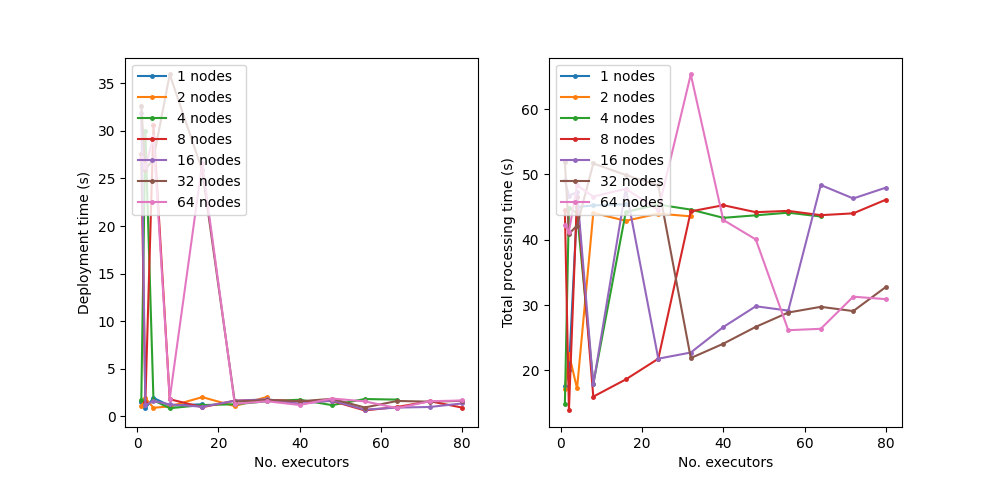 35
30
25
20
15
10
5
0
Deployment time (s)
1 nodes
2 nodes
4 nodes
8 nodes
16 nodes
32 nodes
64 nodes
0 20 40 60 80
No. executors
60
50
40
30
20
Total processing time (s)
1 nodes
2 nodes
4 nodes
8 nodes
16 nodes
32 nodes
64 nodes
0 20 40 60 80
No. executors